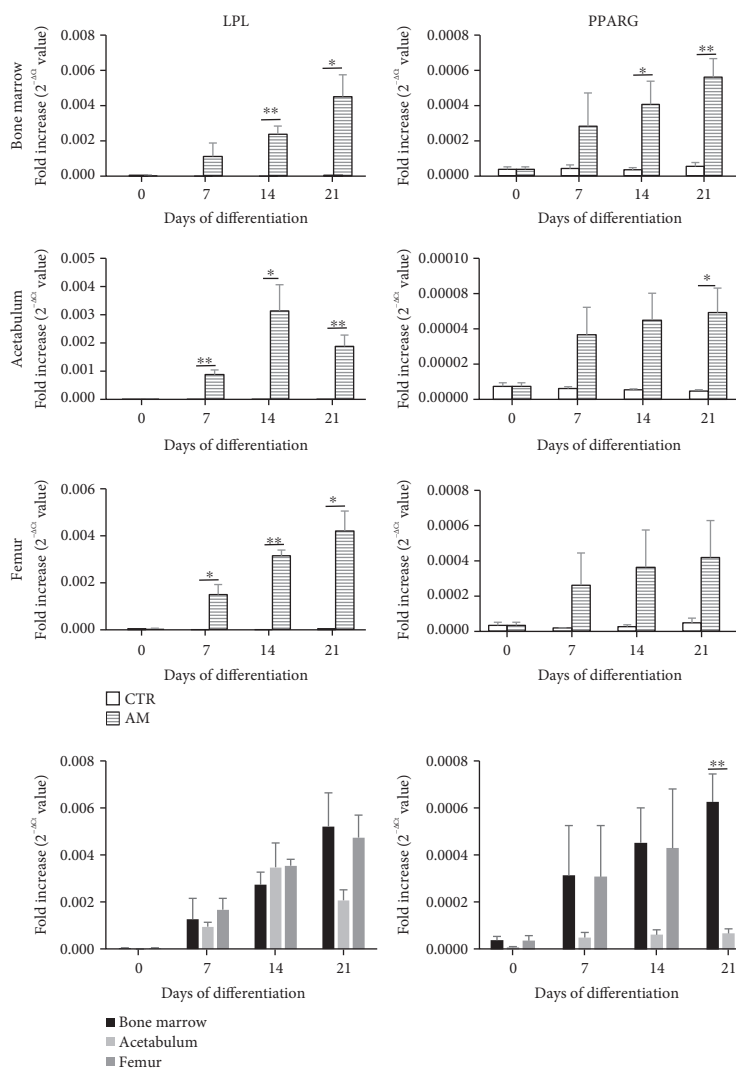 LPL
PPARG
Bone marrow
Fold increase (2^-ΔCt value)
0.008
0.006
0.004
0.002
0.000
*
**
0 7 14 21
Days of differentiation
Fold increase (2^-ΔCt value)
0.0008
0.0006
0.0004
0.0002
0.0000
**
*
0 7 14 21
Days of differentiation
Acetabulum
Fold increase (2^-ΔCt value)
0.005
0.004
0.003
0.002
0.001
0.000
*
**
**
0 7 14 21
Days of differentiation
Fold increase (2^-ΔCt value)
0.00010
0.00008
0.00004
0.00002
0.00000
*
0 7 14 21
Days of differentiation
Femur
Fold increase (2^-ΔCt value)
0.006
0.004
0.002
0.000
*
**
*
0 7 14 21
Days of differentiation
Fold increase (2^-ΔCt value)
0.0008
0.0006
0.0004
0.0002
0.0000
0 7 14 21
Days of differentiation
CTR
AM
Fold increase (2^-ΔCt value)
0.008
0.006
0.004
0.002
0.000
0 7 14 21
Days of differentiation
Fold increase (2^-ΔCt value)
0.0008
0.0006
0.0004
0.0002
0.0000
**
0 7 14 21
Days of differentiation
Bone marrow
Acetabulum
Femur